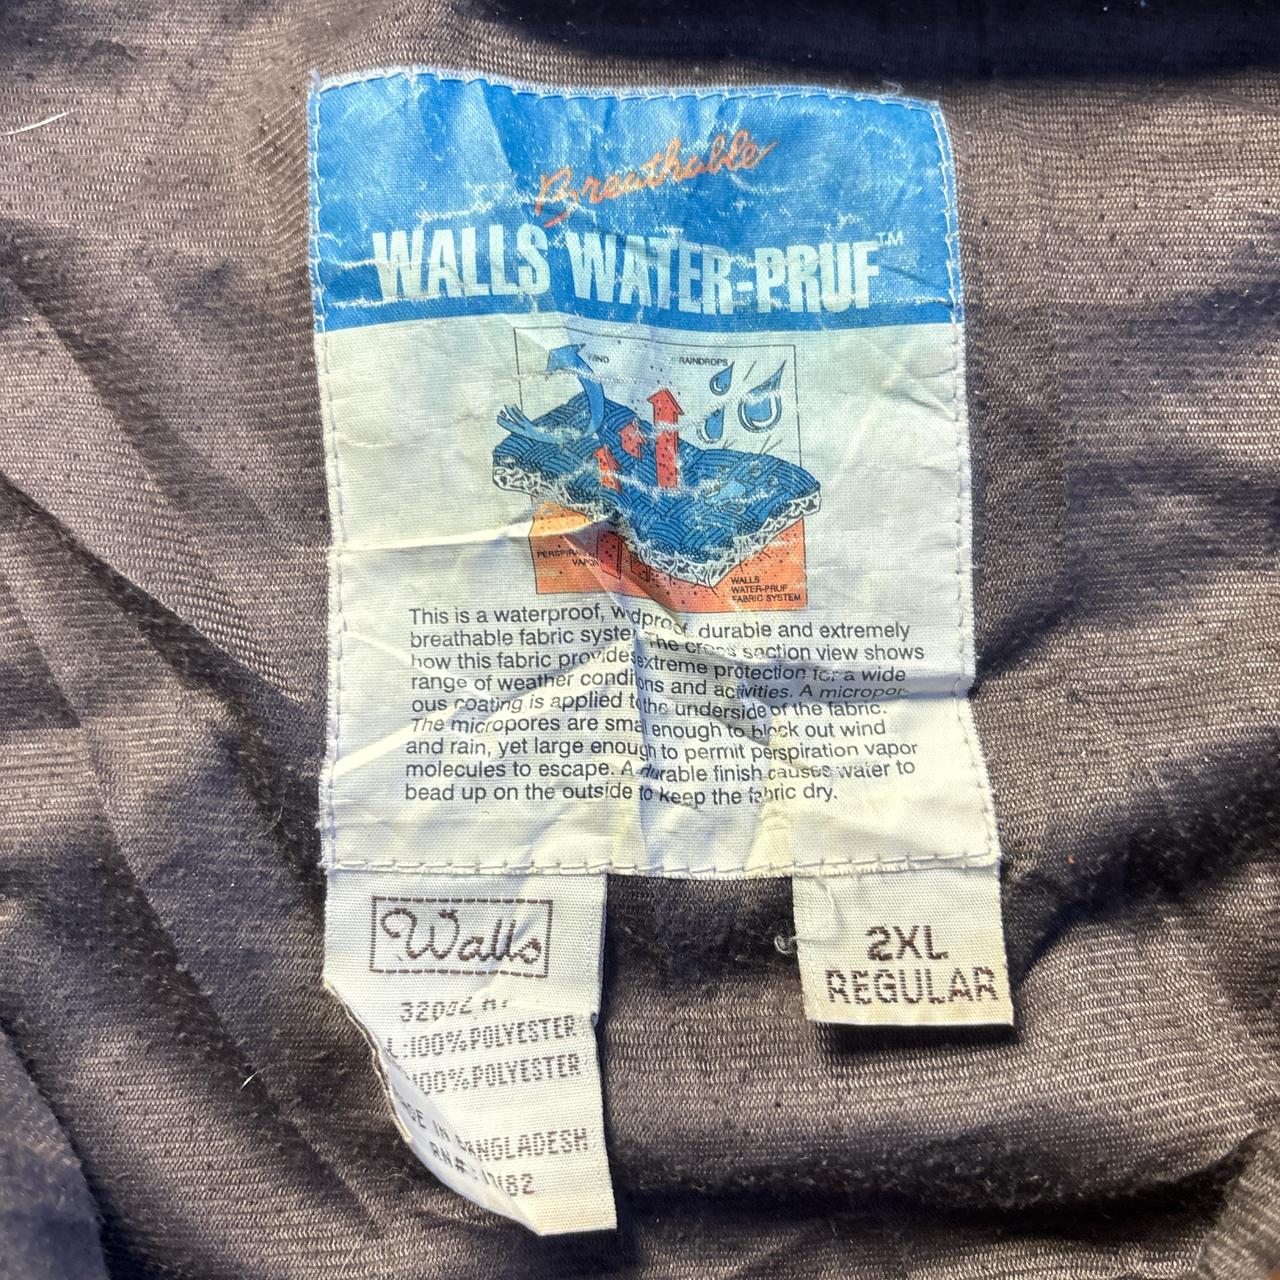 Breathable
WALLS WATER-PRUF™
WIND
RAINDROPS
PERSPIRATION
VAPOR
WALLS
WATER-PRUF
FABRIC SYSTEM
This is a waterproof, windproof, durable and extremely
breathable fabric system. The cross section view shows
how this fabric provides extreme protection for a wide
range of weather conditions and activities. A micropor-
ous coating is applied to the underside of the fabric.
The micropores are small enough to block out wind
and rain, yet large enough to permit perspiration vapor
molecules to escape. A durable finish causes water to
bead up on the outside to keep the fabric dry.
Walls
100% POLYESTER
100% POLYESTER
IN BANGLADESH
RN#
2XL
REGULAR